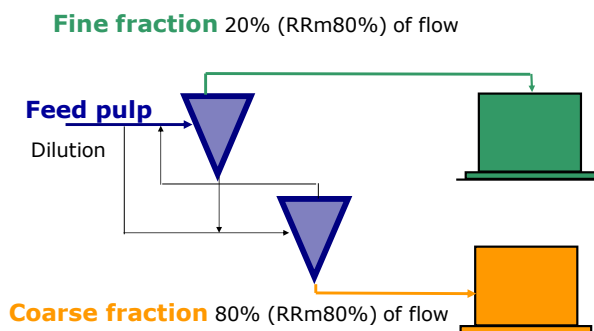 Fine fraction 20% (RRm80%) of flow
Feed pulp
Dilution
Coarse fraction 80% (RRm80%) of flow